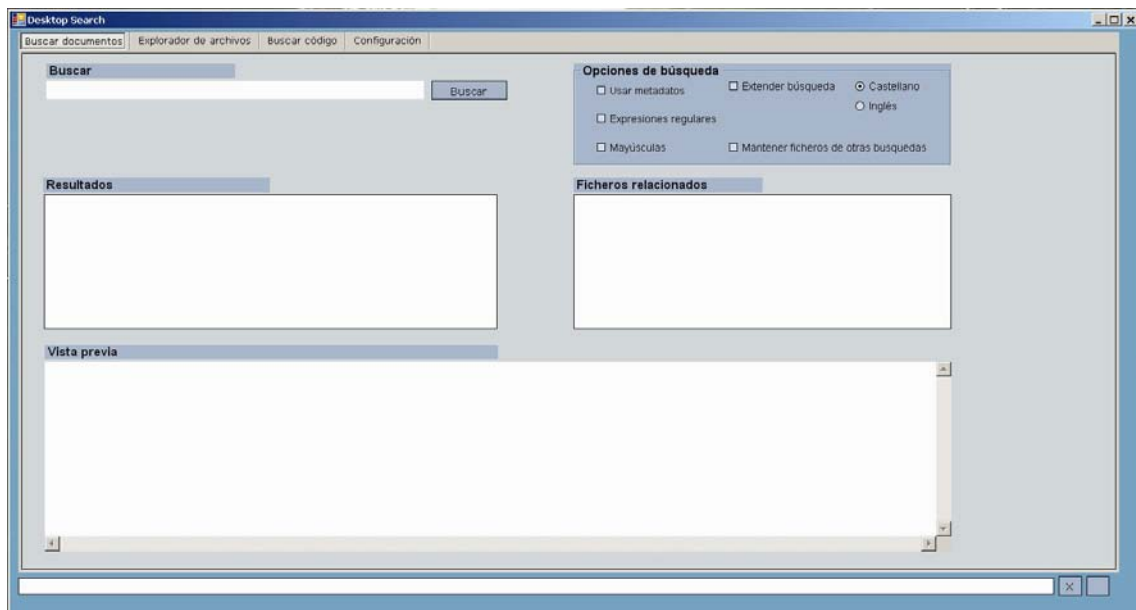 Desktop Search
Buscar documentos Explorador de archivos Buscar código Configuración
Buscar
Buscar
Opciones de búsqueda
Usar metadatos
Extender búsqueda
Castellano
Inglés
Expresiones regulares
Mayúsculas
Mantener ficheros de otras busquedas
Resultados
Ficheros relacionados
Vista previa
X